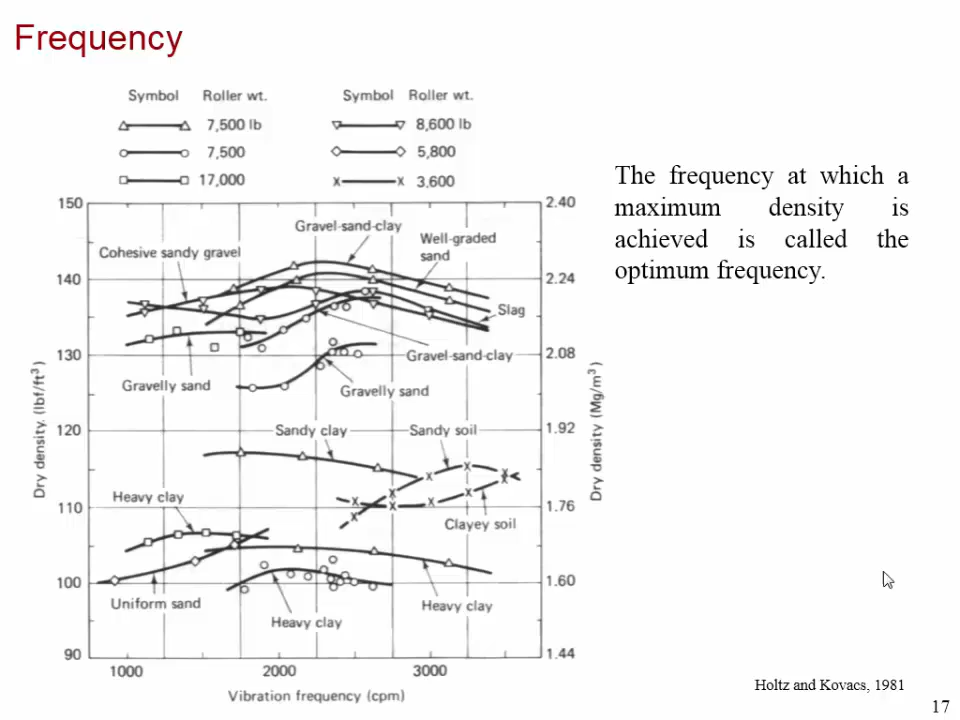 Frequency
Symbol Roller wt. Symbol Roller wt.
7,500 lb 8,600 lb
7,500 5,800
17,000 3,600
The frequency at which a
maximum density is
achieved is called the
optimum frequency.
150 2.40
Gravel-sand-clay
Well-graded
sand
Cohesive sandy gravel
140 2.24
Slag
130 2.08
Gravel-sand-clay
Gravelly sand
Gravelly sand
Dry density, (lbf/ft³)
Dry density (Mg/m³)
120 1.92
Sandy clay Sandy soil
Heavy clay
110 1.76
Clayey soil
100 1.60
Uniform sand
Heavy clay
Heavy clay
90 1.44
1000 2000 3000
Vibration frequency (cpm)
Holtz and Kovacs, 1981
17